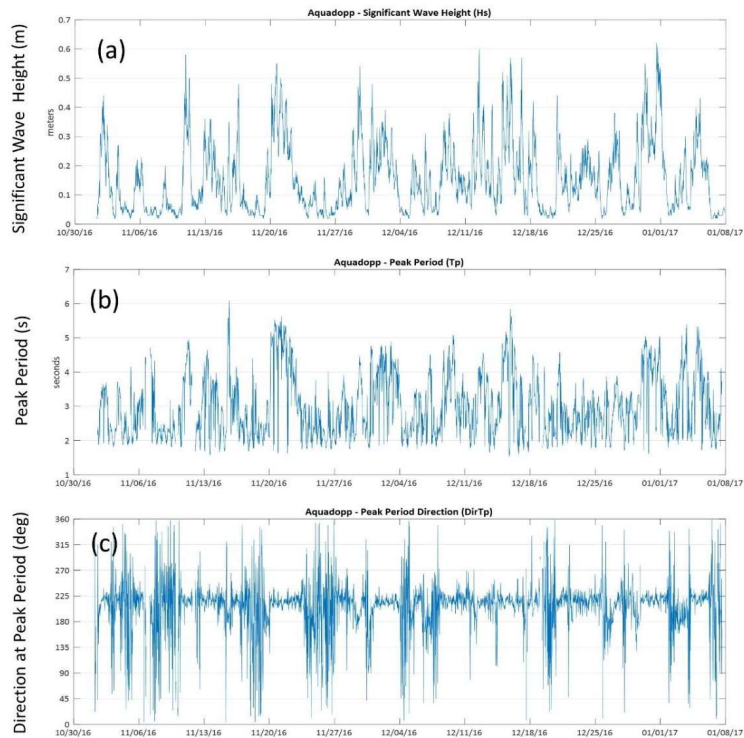 Aquadopp - Significant Wave Height (Hs)
(a)
Significant Wave Height (m)
meters
0.7
0.6
0.5
0.4
0.3
0.2
0.1
0
10/30/16 11/06/16 11/13/16 11/20/16 11/27/16 12/04/16 12/11/16 12/18/16 12/25/16 01/01/17 01/08/17
Aquadopp - Peak Period (Tp)
(b)
Peak Period (s)
seconds
7
6
5
4
3
2
1
10/30/16 11/06/16 11/13/16 11/20/16 11/27/16 12/04/16 12/11/16 12/18/16 12/25/16 01/01/17 01/08/17
Aquadopp - Peak Period Direction (DirTp)
(c)
Direction at Peak Period (deg)
360
315
270
225
180
135
90
45
0
10/30/16 11/06/16 11/13/16 11/20/16 11/27/16 12/04/16 12/11/16 12/18/16 12/25/16 01/01/17 01/08/17